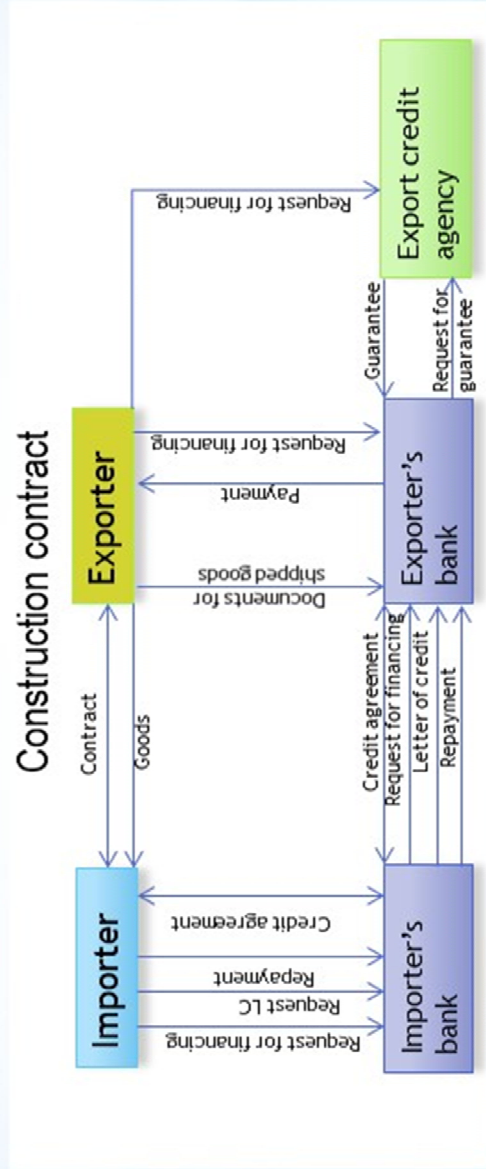 Construction contract
Importer
Contract
Goods
Exporter
Request for financing
Request LC
Repayment
Credit agreement
Documents for
shipped goods
Payment
Request for financing
Request for financing
Importer's
bank
Credit agreement
Request for financing
Letter of credit
Repayment
Exporter's
bank
Guarantee
Request for
guarantee
Export credit
agency